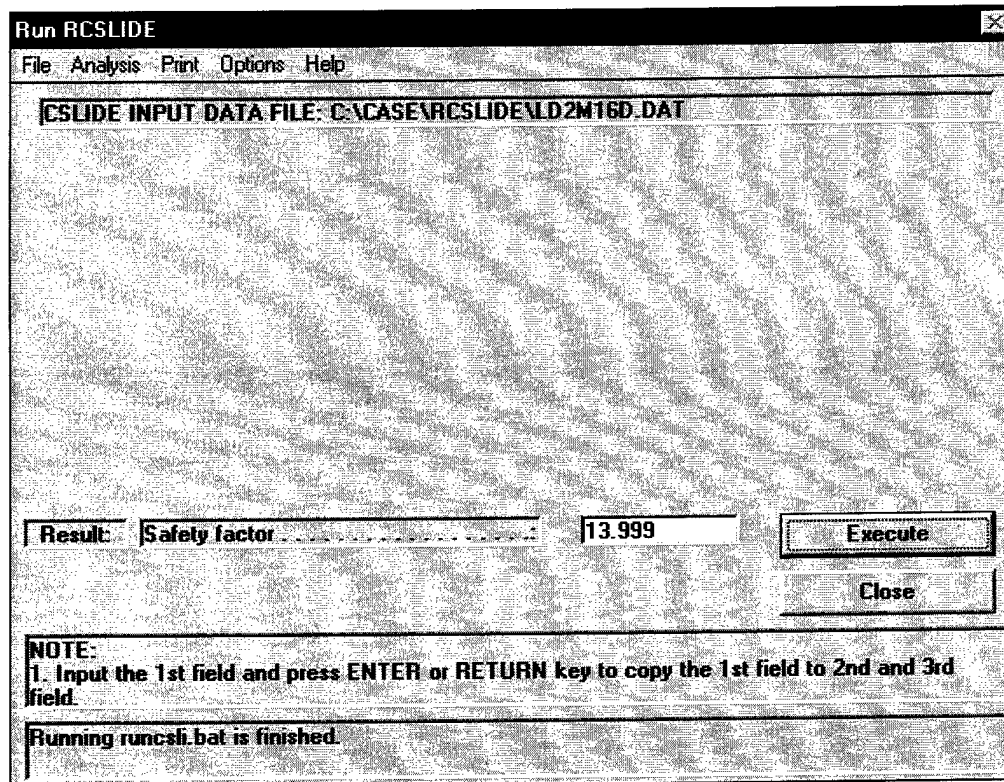 Run RCSLIDE
File Analysis Print Options Help
CSLIDE INPUT DATA FILE: C:\CASE\RCSLIDE\LD2M16D.DAT
Result: Safety factor . . . . . . . . . . . . . . . . . . . .: 13.999
Execute
Close
NOTE:
1. Input the 1st field and press ENTER or RETURN key to copy the 1st field to 2nd and 3rd
field.
Running runcsli.bat is finished.